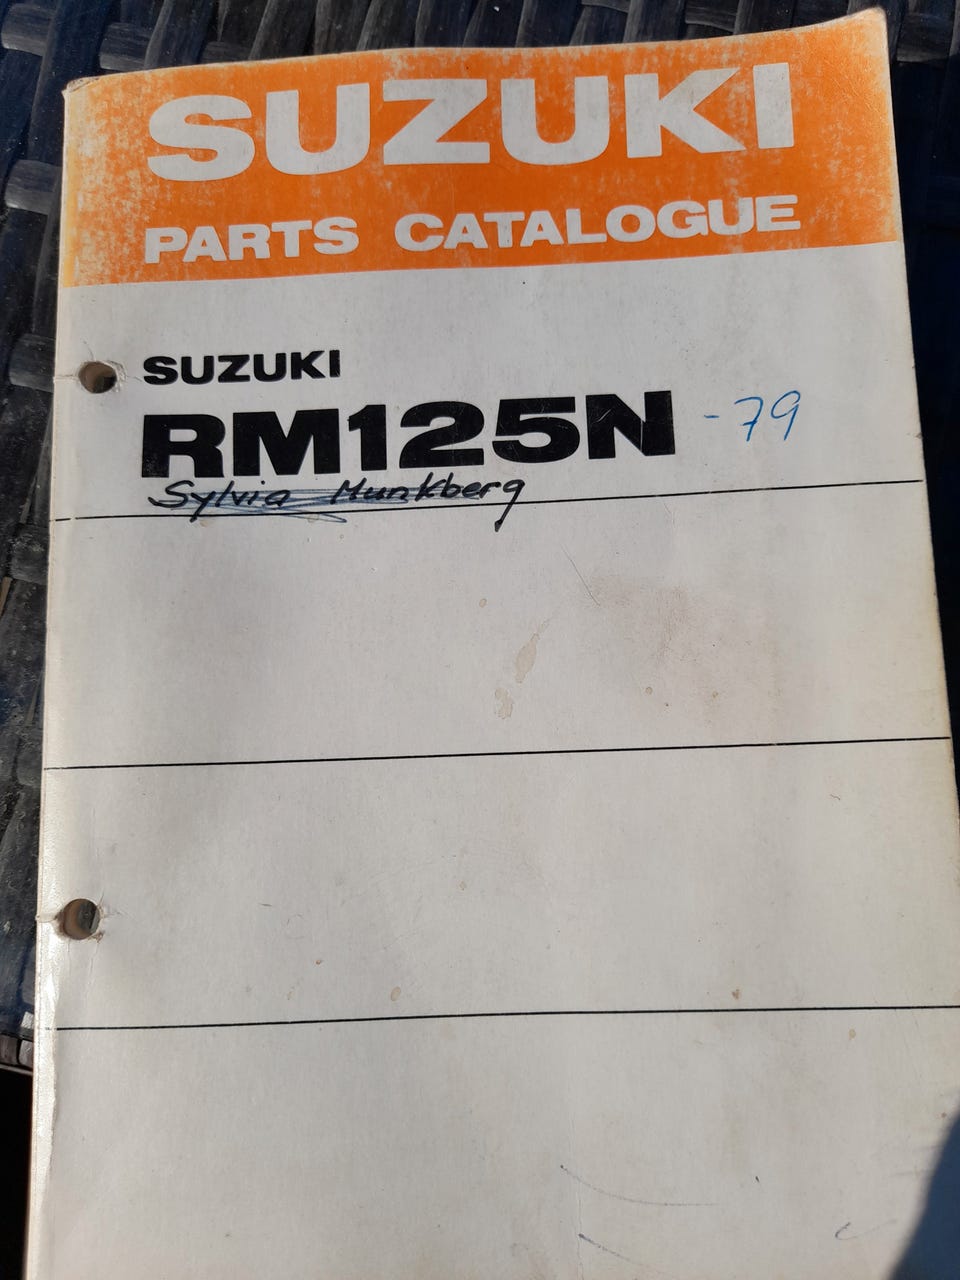 SUZUKI
PARTS CATALOGUE
SUZUKI
RM125N -79
Sylvia Munkberg